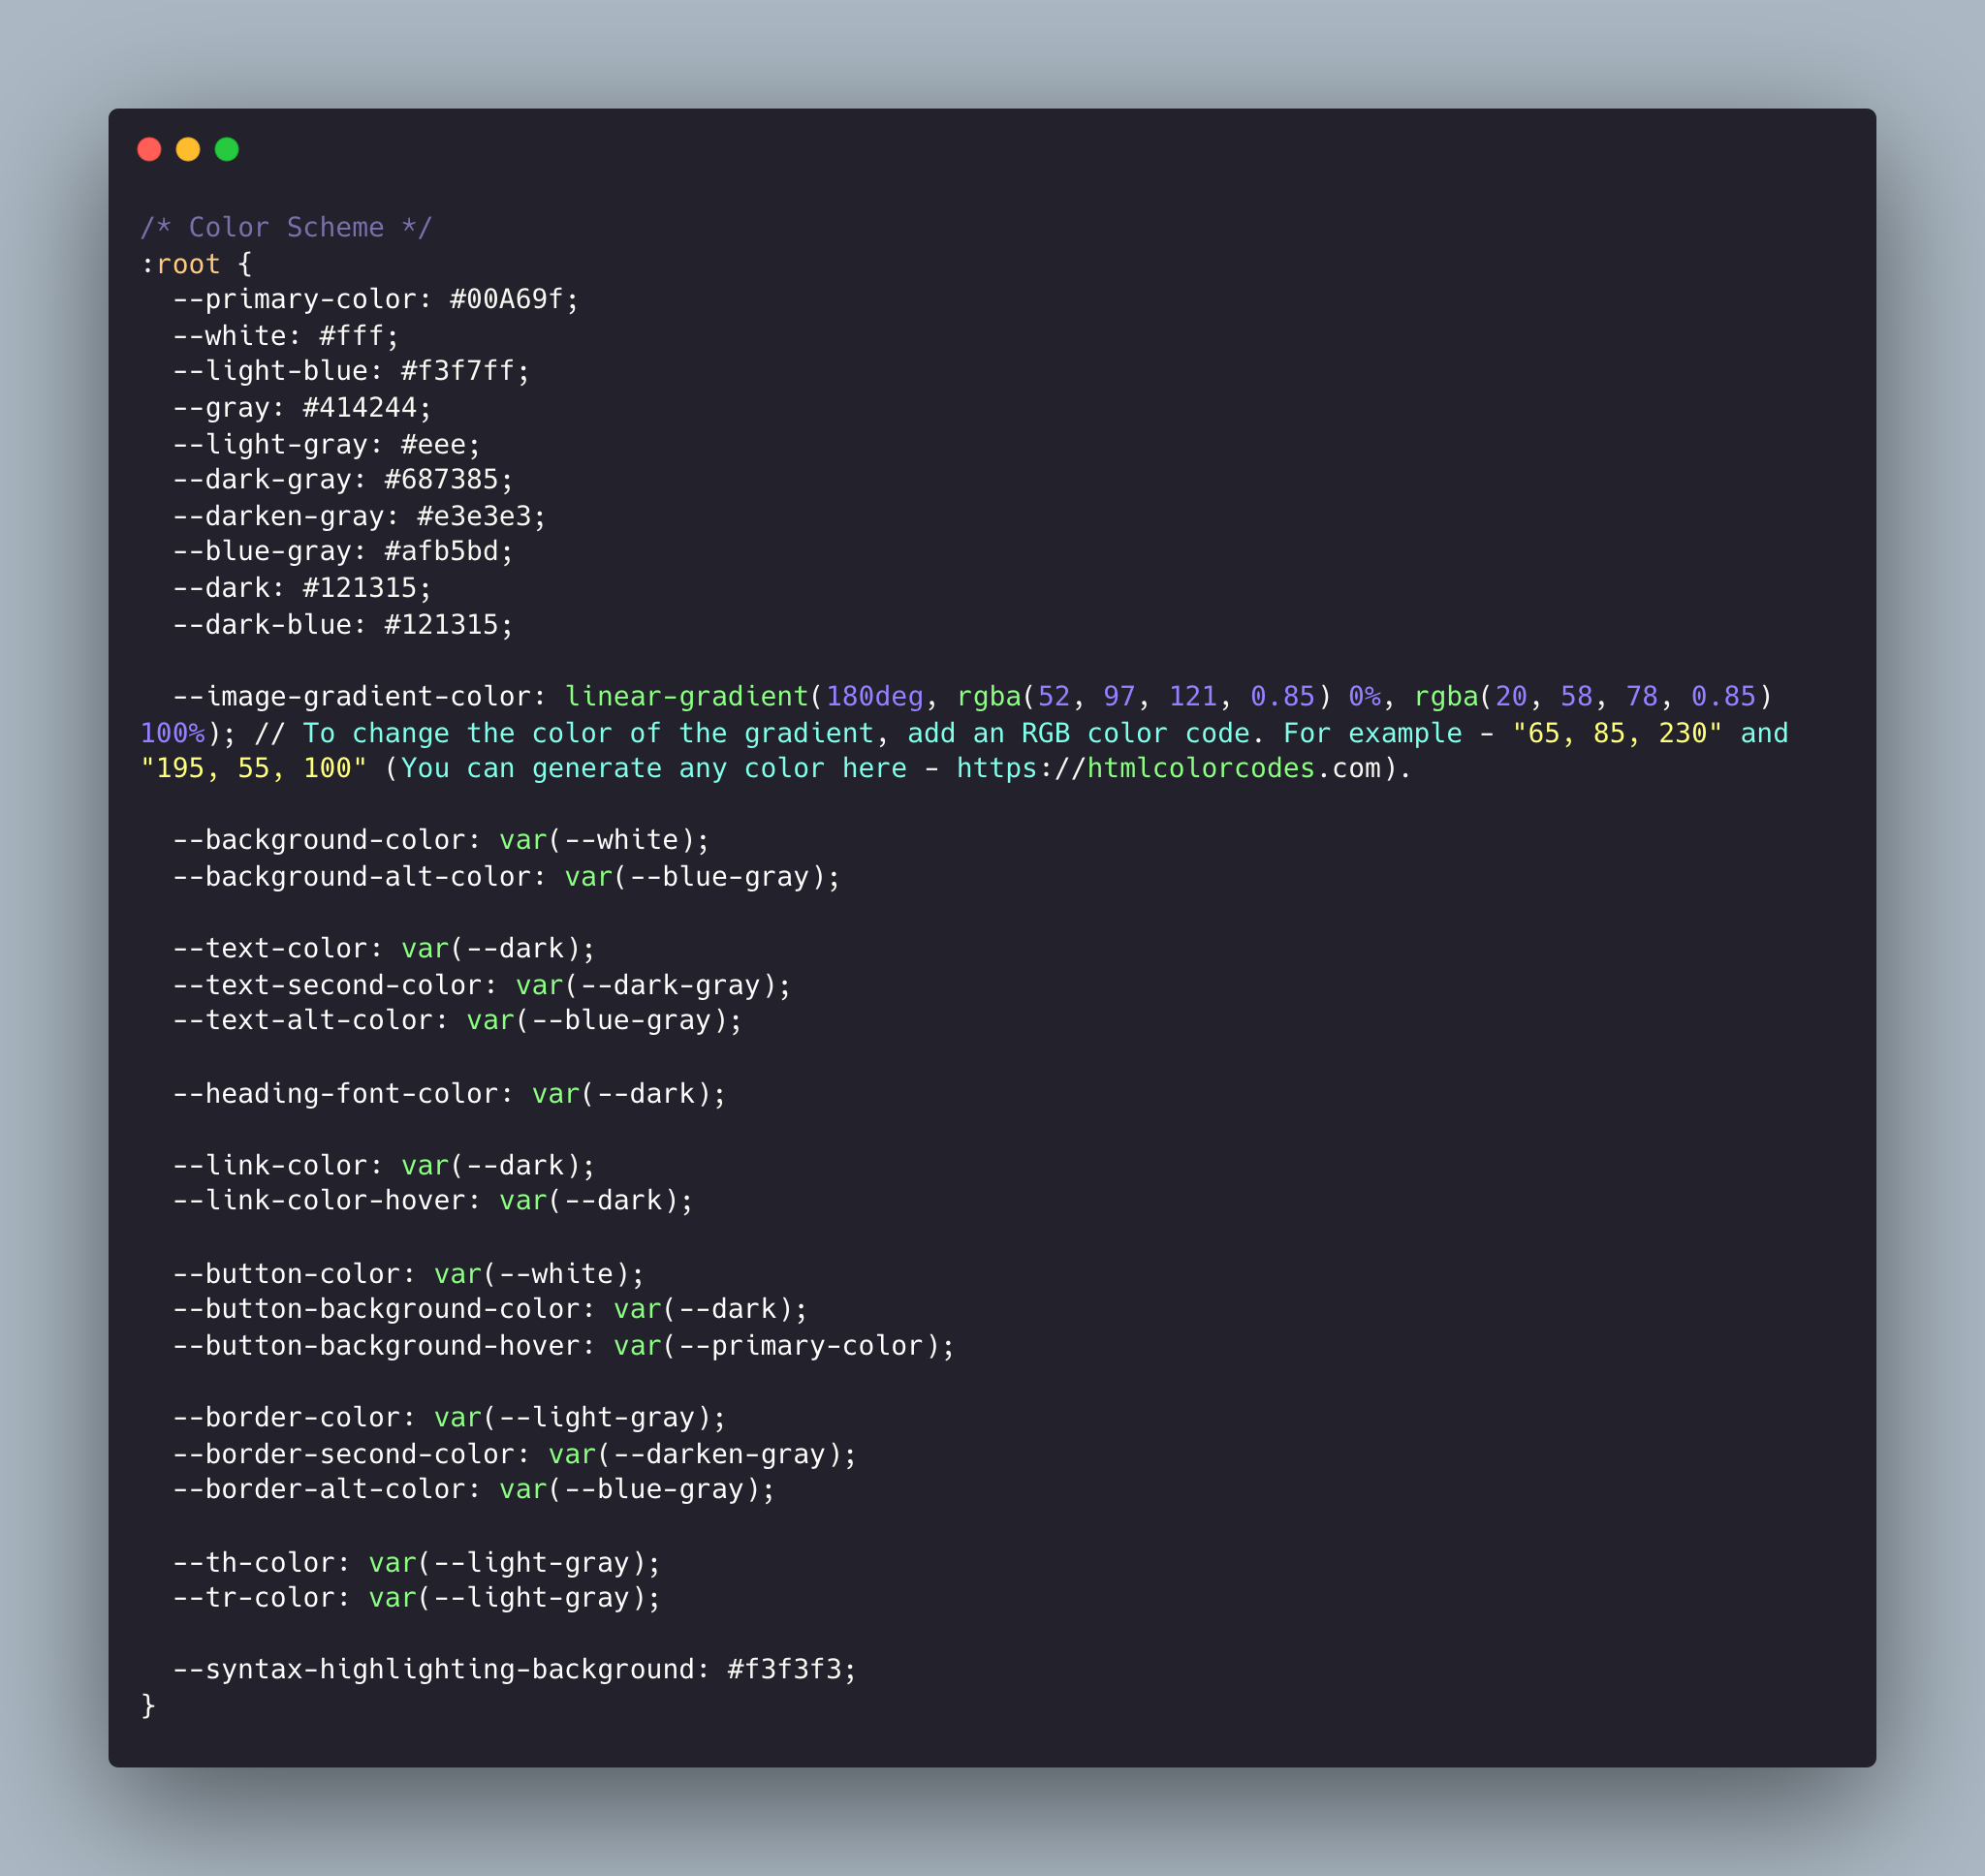 /* Color Scheme */
:root {
  --primary-color: #00A69f;
  --white: #fff;
  --light-blue: #f3f7ff;
  --gray: #414244;
  --light-gray: #eee;
  --dark-gray: #687385;
  --darken-gray: #e3e3e3;
  --blue-gray: #afb5bd;
  --dark: #121315;
  --dark-blue: #121315;

  --image-gradient-color: linear-gradient(180deg, rgba(52, 97, 121, 0.85) 0%, rgba(20, 58, 78, 0.85)
100%); // To change the color of the gradient, add an RGB color code. For example - "65, 85, 230" and
"195, 55, 100" (You can generate any color here - https://htmlcolorcodes.com).

  --background-color: var(--white);
  --background-alt-color: var(--blue-gray);

  --text-color: var(--dark);
  --text-second-color: var(--dark-gray);
  --text-alt-color: var(--blue-gray);

  --heading-font-color: var(--dark);

  --link-color: var(--dark);
  --link-color-hover: var(--dark);

  --button-color: var(--white);
  --button-background-color: var(--dark);
  --button-background-hover: var(--primary-color);

  --border-color: var(--light-gray);
  --border-second-color: var(--darken-gray);
  --border-alt-color: var(--blue-gray);

  --th-color: var(--light-gray);
  --tr-color: var(--light-gray);

  --syntax-highlighting-background: #f3f3f3;
}